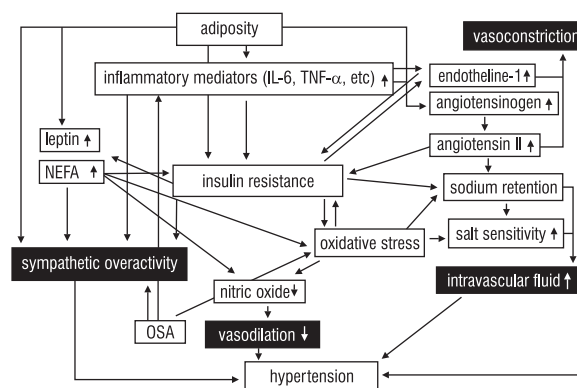 adiposity
vasoconstriction
inflammatory mediators (IL-6, TNF-α, etc) ↑
endotheline-1 ↑
angiotensinogen ↑
leptin ↑
angiotensin II ↑
NEFA ↑
insulin resistance
sodium retention
oxidative stress
salt sensitivity ↑
sympathetic overactivity
intravascular fluid ↑
nitric oxide ↓
OSA
vasodilation ↓
hypertension